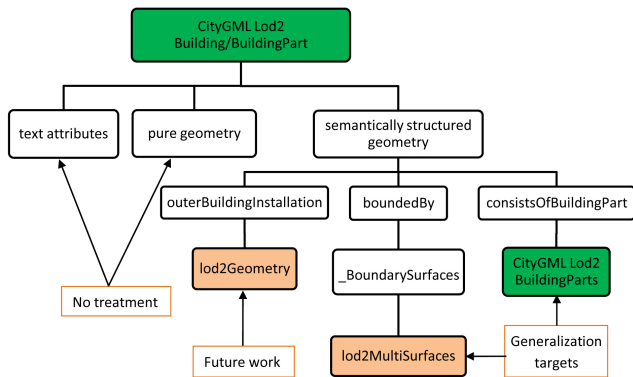 CityGML Lod2
Building/BuildingPart
text attributes
pure geometry
semantically structured
geometry
outerBuildingInstallation
boundedBy
consistsOfBuildingPart
lod2Geometry
_BoundarySurfaces
CityGML Lod2
BuildingParts
No treatment
Future work
lod2MultiSurfaces
Generalization
targets